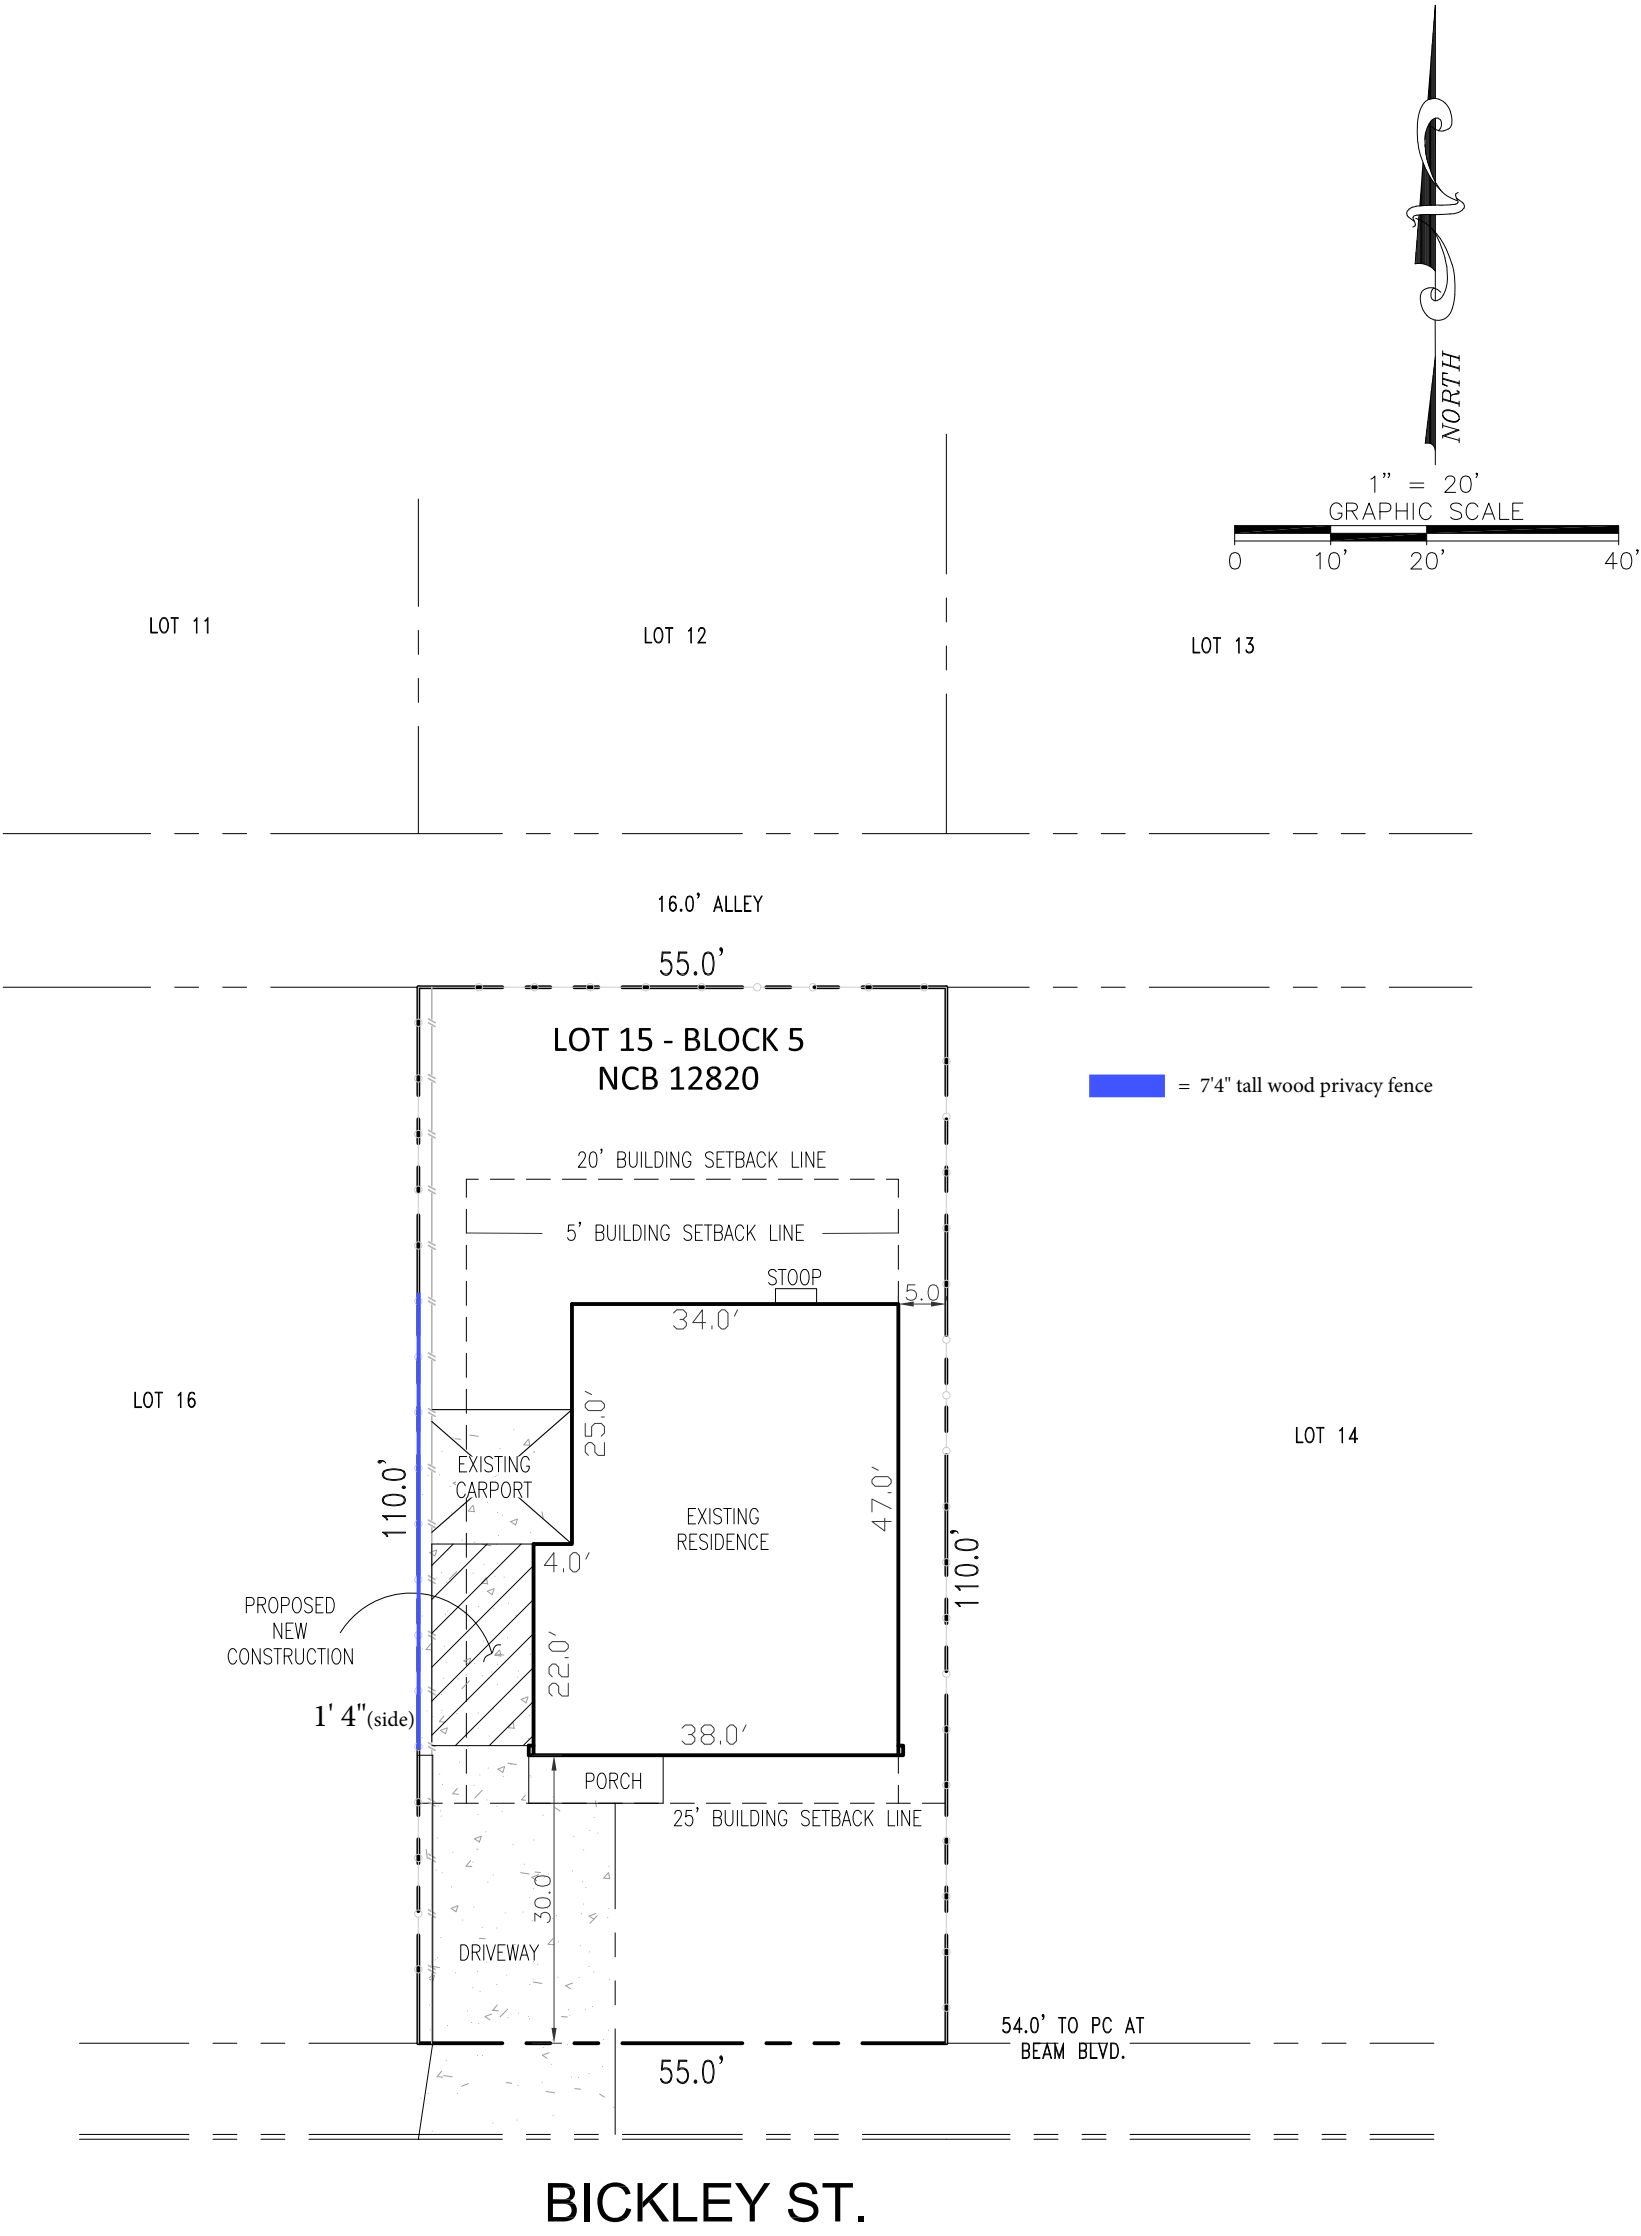 NORTH
1” = 20’
GRAPHIC SCALE
0 10’ 20’ 40’
LOT 11
LOT 12
LOT 13
16.0’ ALLEY
55.0’
LOT 15 - BLOCK 5
NCB 12820
= 7'4" tall wood privacy fence
20’ BUILDING SETBACK LINE
5’ BUILDING SETBACK LINE
STOOP
5.0
34.0’
LOT 16
25.0’
LOT 14
EXISTING
CARPORT
110.0’
47.0’
EXISTING
RESIDENCE
4.0’
110.0’
PROPOSED
NEW
CONSTRUCTION
22.0’
1' 4"(side)
38.0’
PORCH
25’ BUILDING SETBACK LINE
30.0
DRIVEWAY
54.0’ TO PC AT
BEAM BLVD.
55.0’
BICKLEY ST.